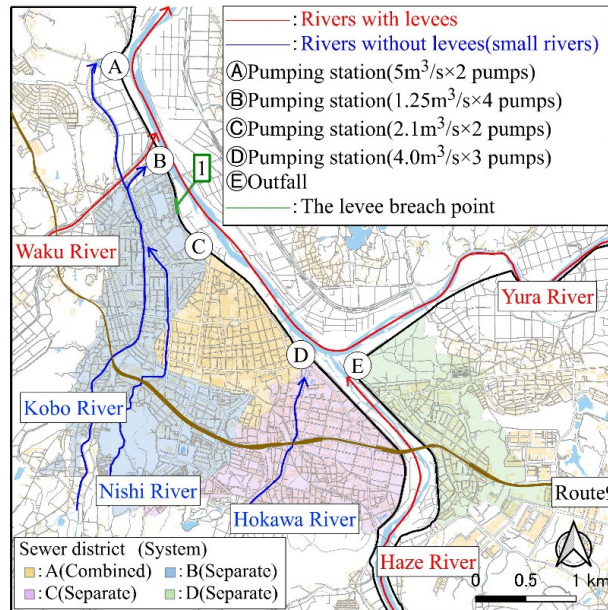 : Rivers with levees
: Rivers without levees(small rivers)
Ⓐ Pumping station(5m³/s×2 pumps)
Ⓑ Pumping station(1.25m³/s×4 pumps)
Ⓒ Pumping station(2.1m³/s×2 pumps)
Ⓓ Pumping station(4.0m³/s×3 pumps)
Ⓔ Outfall
: The levee breach point
A
B
1
C
Waku River
Yura River
D
E
Kobo River
Nishi River
Hokawa River
Route9
Haze River
Sewer district (System)
: A(Combined) : B(Separate)
: C(Separate) : D(Separate)
0 0.5 1 km